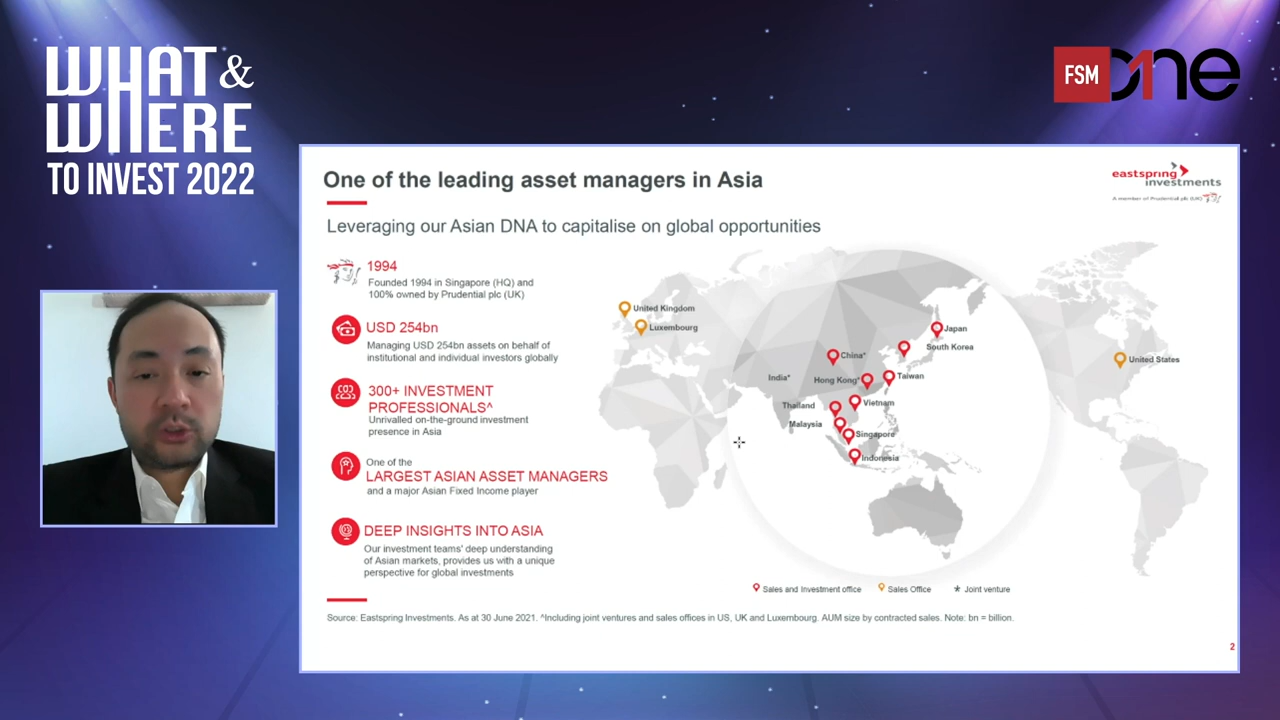 WHAT &
WHERE
TO INVEST 2022
FSM One
One of the leading asset managers in Asia
eastspring
investments
A member of Prudential plc (UK)
Leveraging our Asian DNA to capitalise on global opportunities
1994
Founded 1994 in Singapore (HQ) and
100% owned by Prudential plc (UK)
USD 254bn
Managing USD 254bn assets on behalf of
institutional and individual investors globally
300+ INVESTMENT
PROFESSIONALS^
Unrivalled on-the-ground investment
presence in Asia
One of the
LARGEST ASIAN ASSET MANAGERS
and a major Asian Fixed Income player
DEEP INSIGHTS INTO ASIA
Our investment teams' deep understanding
of Asian markets, provides us with a unique
perspective for global investments
United Kingdom
Luxembourg
Japan
South Korea
China*
United States
India*
Hong Kong*
Taiwan
Thailand
Vietnam
Malaysia
Singapore
Indonesia
Sales and Investment office
Sales Office
* Joint venture
Source: Eastspring Investments. As at 30 June 2021. ^Including joint ventures and sales offices in US, UK and Luxembourg. AUM size by contracted sales. Note: bn = billion.
2